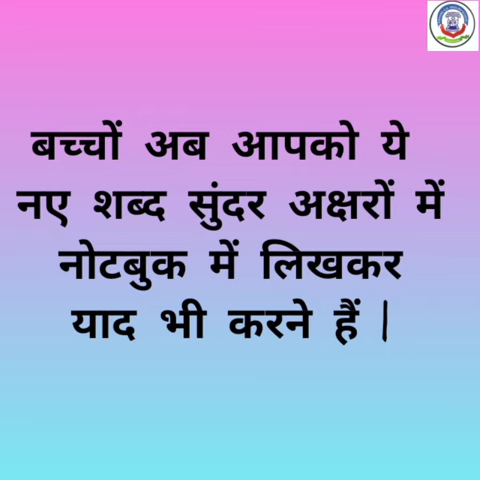 बच्चों अब आपको ये
नए शब्द सुंदर अक्षरों में
नोटबुक में लिखकर
याद भी करने हैं |